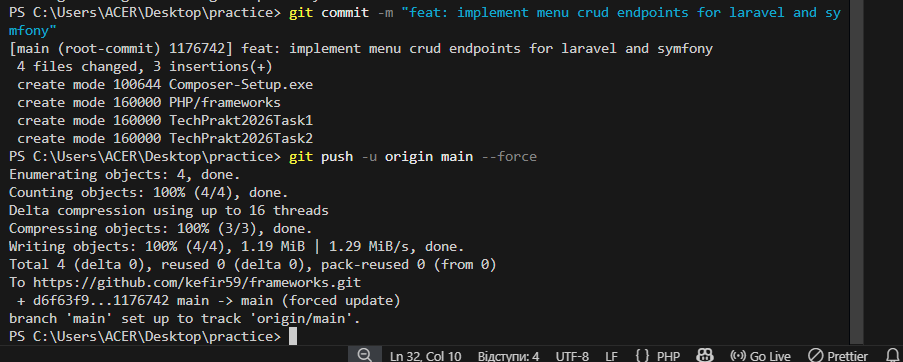 PS C:\Users\ACER\Desktop\practice> git commit -m "feat: implement menu crud endpoints for laravel and sy
mfony"
[main (root-commit) 1176742] feat: implement menu crud endpoints for laravel and symfony
 4 files changed, 3 insertions(+)
 create mode 100644 Composer-Setup.exe
 create mode 160000 PHP/frameworks
 create mode 160000 TechPrakt2026Task1
 create mode 160000 TechPrakt2026Task2
PS C:\Users\ACER\Desktop\practice> git push -u origin main --force
Enumerating objects: 4, done.
Counting objects: 100% (4/4), done.
Delta compression using up to 16 threads
Compressing objects: 100% (3/3), done.
Writing objects: 100% (4/4), 1.19 MiB | 1.29 MiB/s, done.
Total 4 (delta 0), reused 0 (delta 0), pack-reused 0 (from 0)
To https://github.com/kefir59/frameworks.git
 + d6f63f9...1176742 main -> main (forced update)
branch 'main' set up to track 'origin/main'.
PS C:\Users\ACER\Desktop\practice>
Ln 32, Col 10 Відступи: 4 UTF-8 LF { } PHP Go Live Prettier